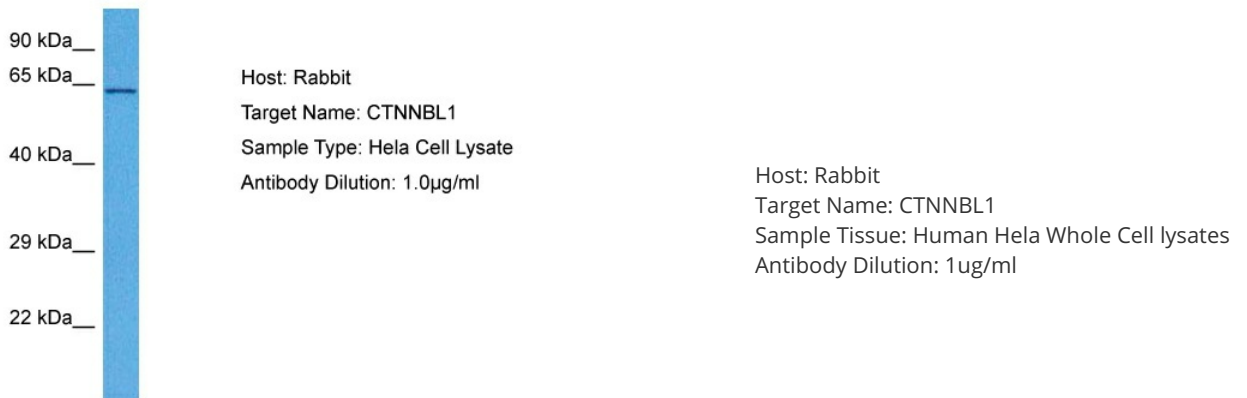 90 kDa__
65 kDa__
40 kDa__
29 kDa__
22 kDa__
Host: Rabbit
Target Name: CTNNBL1
Sample Type: Hela Cell Lysate
Antibody Dilution: 1.0µg/ml
Host: Rabbit
Target Name: CTNNBL1
Sample Tissue: Human Hela Whole Cell lysates
Antibody Dilution: 1ug/ml